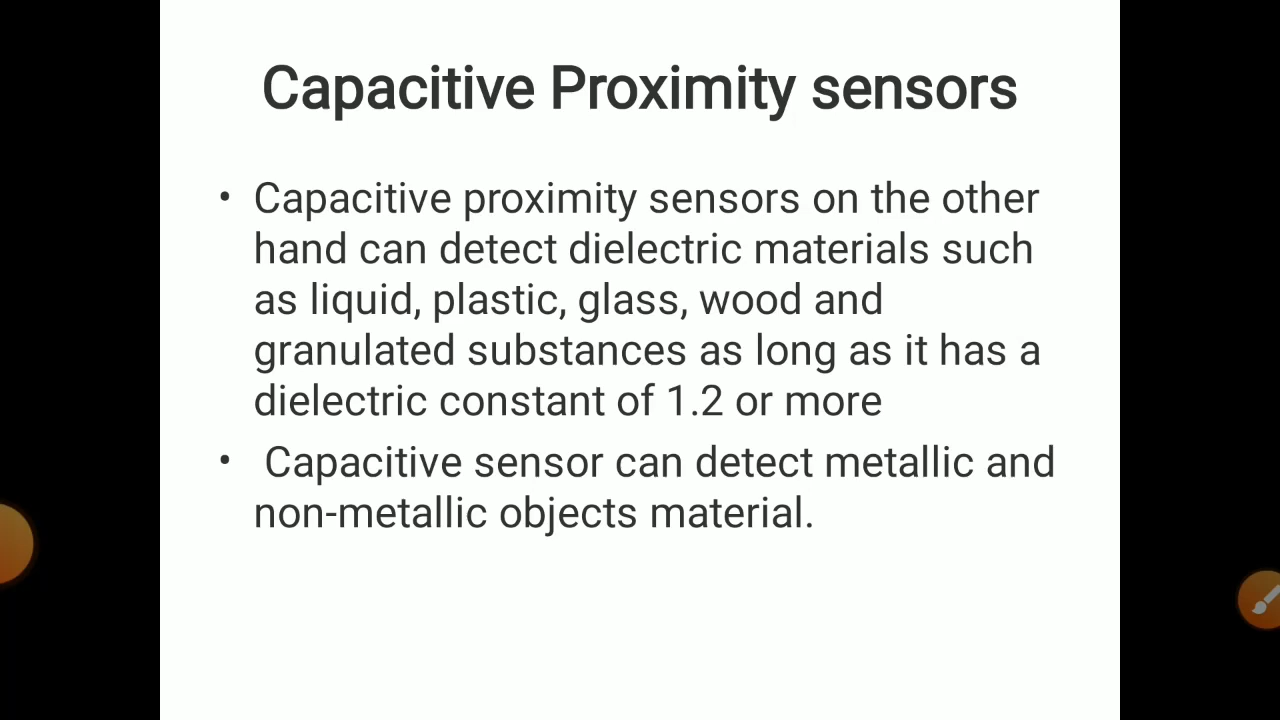 Capacitive Proximity sensors
• Capacitive proximity sensors on the other
hand can detect dielectric materials such
as liquid, plastic, glass, wood and
granulated substances as long as it has a
dielectric constant of 1.2 or more
• Capacitive sensor can detect metallic and
non-metallic objects material.